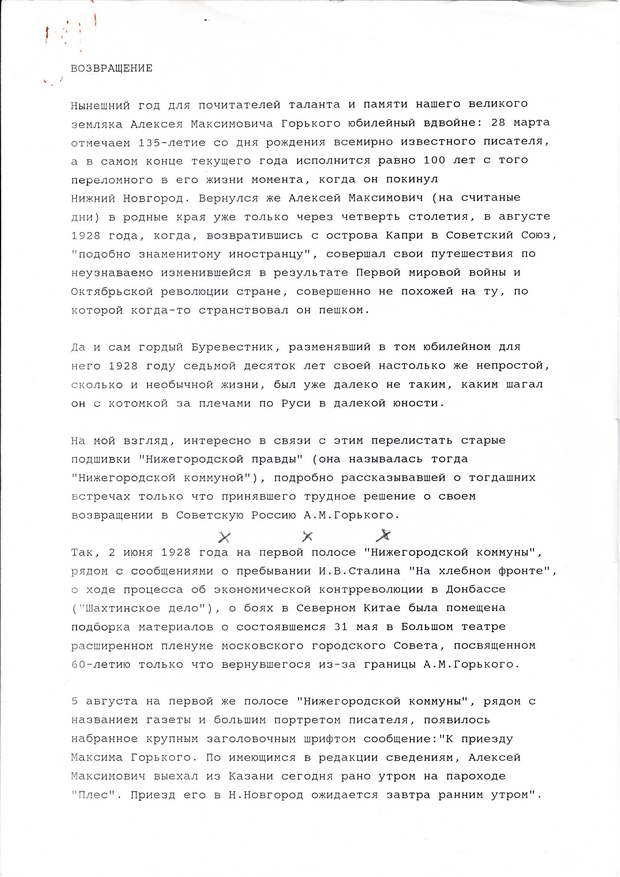 ВОЗВРАЩЕНИЕ
Нынешний год для почитателей таланта и памяти нашего великого
земляка Алексея Максимовича Горького юбилейный вдвойне: 28 марта
отмечаем 135-летие со дня рождения всемирно известного писателя,
а в самом конце текущего года исполнится равно 100 лет с того
переломного в его жизни момента, когда он покинул
Нижний Новгород. Вернулся же Алексей Максимович (на считаные
дни) в родные края уже только через четверть столетия, в августе
1928 года, когда, возвратившись с острова Капри в Советский Союз,
"подобно знаменитому иностранцу", совершал свои путешествия по
неузнаваемо изменившейся в результате Первой мировой войны и
Октябрьской революции стране, совершенно не похожей на ту, по
которой когда-то странствовал он пешком.
Да и сам гордый Буревестник, разменявший в том юбилейном для
него 1928 году седьмой десяток лет своей настолько же непростой,
сколько и необычной жизни, был уже далеко не таким, каким шагал
он с котомкой за плечами по Руси в далекой юности.
На мой взгляд, интересно в связи с этим перелистать старые
подшивки "Нижегородской правды" (она называлась тогда
"Нижегородской коммуной"), подробно рассказывавшей о тогдашних
встречах только что принявшего трудное решение о своем
возвращении в Советскую Россию А.М.Горького.
X X X
Так, 2 июня 1928 года на первой полосе "Нижегородской коммуны",
рядом с сообщениями о пребывании И.В.Сталина "На хлебном фронте",
о ходе процесса об экономической контрреволюции в Донбассе
("Шахтинское дело"), о боях в Северном Китае была помещена
подборка материалов о состоявшемся 31 мая в Большом театре
расширенном пленуме московского городского Совета, посвященном
60-летию только что вернувшегося из-за границы А.М.Горького.
5 августа на первой же полосе "Нижегородской коммуны", рядом с
названием газеты и большим портретом писателя, появилось
набранное крупным заголовочным шрифтом сообщение:"К приезду
Максима Горького. По имеющимся в редакции сведениям, Алексей
Максимович выехал из Казани сегодня рано утром на пароходе
"Плес". Приезд его в Н.Новгород ожидается завтра ранним утром".